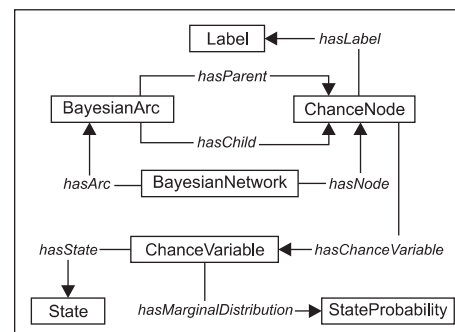 Label hasLabel
hasParent
BayesianArc ChanceNode
hasChild
hasArc BayesianNetwork hasNode
hasState ChanceVariable hasChanceVariable
State hasMarginalDistribution StateProbability